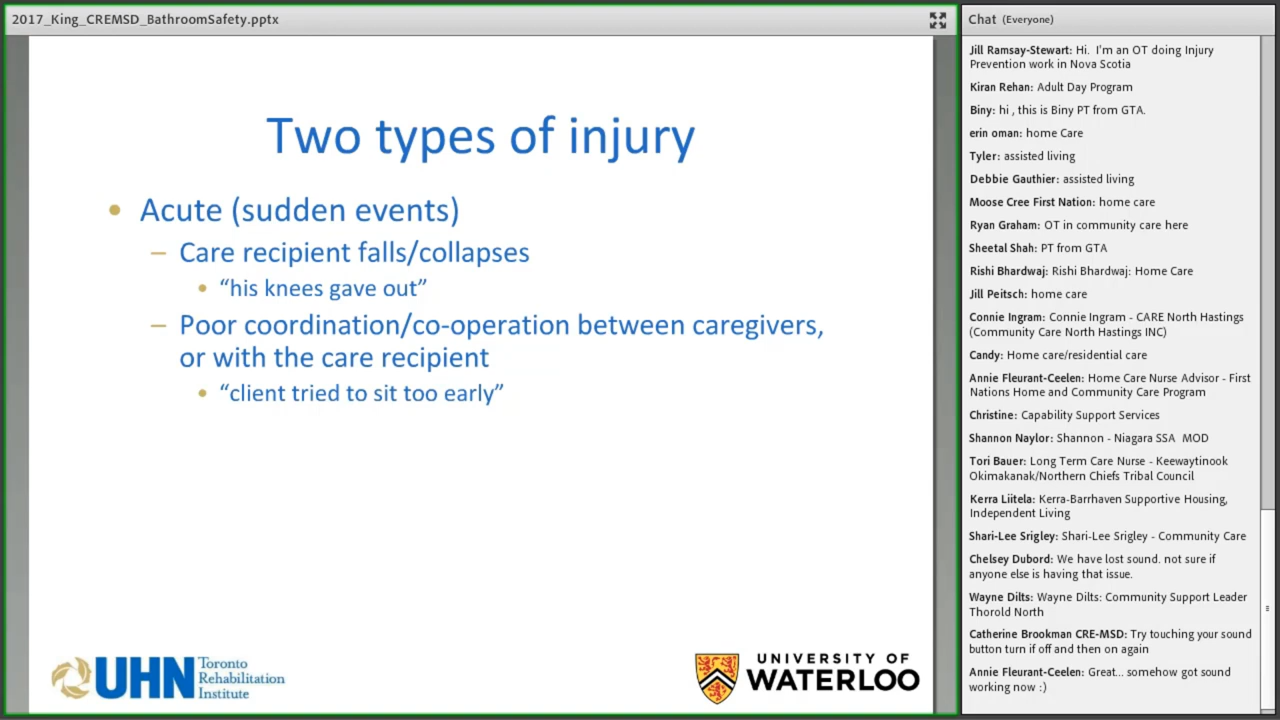 2017_King_CREMSD_BathroomSafety.pptx
Two types of injury
• Acute (sudden events)
– Care recipient falls/collapses
• “his knees gave out”
– Poor coordination/co-operation between caregivers,
or with the care recipient
• “client tried to sit too early”
UHN
Toronto
Rehabilitation
Institute
UNIVERSITY OF
WATERLOO
Chat (Everyone)
Jill Ramsay-Stewart: Hi. I'm an OT doing Injury
Prevention work in Nova Scotia
Kiran Rehan: Adult Day Program
Biny: hi , this is Biny PT from GTA.
erin oman: home Care
Tyler: assisted living
Debbie Gauthier: assisted living
Moose Cree First Nation: home care
Ryan Graham: OT in community care here
Sheetal Shah: PT from GTA
Rishi Bhardwaj: Rishi Bhardwaj: Home Care
Jill Peitsch: home care
Connie Ingram: Connie Ingram - CARE North Hastings
(Community Care North Hastings INC)
Candy: Home care/residential care
Annie Fleurant-Ceelen: Home Care Nurse Advisor - First
Nations Home and Community Care Program
Christine: Capability Support Services
Shannon Naylor: Shannon - Niagara SSA MOD
Tori Bauer: Long Term Care Nurse - Keewaytinook
Okimakanak/Northern Chiefs Tribal Council
Kerra Liitela: Kerra-Barrhaven Supportive Housing,
Independent Living
Shari-Lee Srigley: Shari-Lee Srigley - Community Care
Chelsey Dubord: We have lost sound. not sure if
anyone else is having that issue.
Wayne Dilts: Wayne Dilts: Community Support Leader
Thorold North
Catherine Brookman CRE-MSD: Try touching your sound
button turn if off and then on again
Annie Fleurant-Ceelen: Great... somehow got sound
working now :)